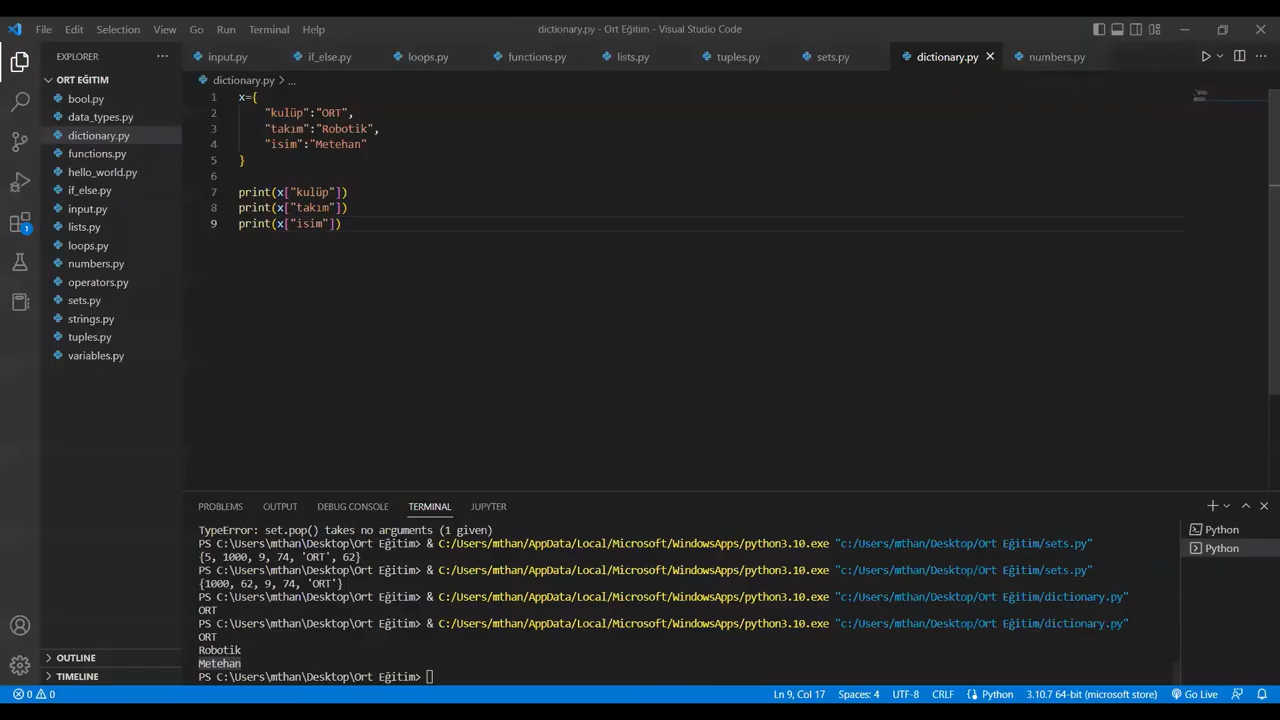 File Edit Selection View Go Run Terminal Help
dictionary.py - Ort Eğitim - Visual Studio Code
EXPLORER
input.py if_else.py loops.py functions.py lists.py tuples.py sets.py dictionary.py numbers.py
ORT EĞİTİM
bool.py
data_types.py
dictionary.py
functions.py
hello_world.py
if_else.py
input.py
lists.py
loops.py
numbers.py
operators.py
sets.py
strings.py
tuples.py
variables.py
OUTLINE
TIMELINE
1
dictionary.py > ...
1 x={
2 "kulüp":"ORT",
3 "takım":"Robotik",
4 "isim":"Metehan"
5 }
6
7 print(x["kulüp"])
8 print(x["takım"])
9 print(x["isim"])
PROBLEMS OUTPUT DEBUG CONSOLE TERMINAL JUPYTER
TypeError: set.pop() takes no arguments (1 given)
PS C:\Users\mthan\Desktop\Ort Eğitim> & C:/Users/mthan/AppData/Local/Microsoft/WindowsApps/python3.10.exe "c:/Users/mthan/Desktop/Ort Eğitim/sets.py"
{5, 1000, 9, 74, 'ORT', 62}
PS C:\Users\mthan\Desktop\Ort Eğitim> & C:/Users/mthan/AppData/Local/Microsoft/WindowsApps/python3.10.exe "c:/Users/mthan/Desktop/Ort Eğitim/sets.py"
{1000, 62, 9, 74, 'ORT'}
PS C:\Users\mthan\Desktop\Ort Eğitim> & C:/Users/mthan/AppData/Local/Microsoft/WindowsApps/python3.10.exe "c:/Users/mthan/Desktop/Ort Eğitim/dictionary.py"
ORT
PS C:\Users\mthan\Desktop\Ort Eğitim> & C:/Users/mthan/AppData/Local/Microsoft/WindowsApps/python3.10.exe "c:/Users/mthan/Desktop/Ort Eğitim/dictionary.py"
ORT
Robotik
Metehan
PS C:\Users\mthan\Desktop\Ort Eğitim>
Python
Python
0 0
Ln 9, Col 17 Spaces: 4 UTF-8 CRLF Python 3.10.7 64-bit (microsoft store) Go Live